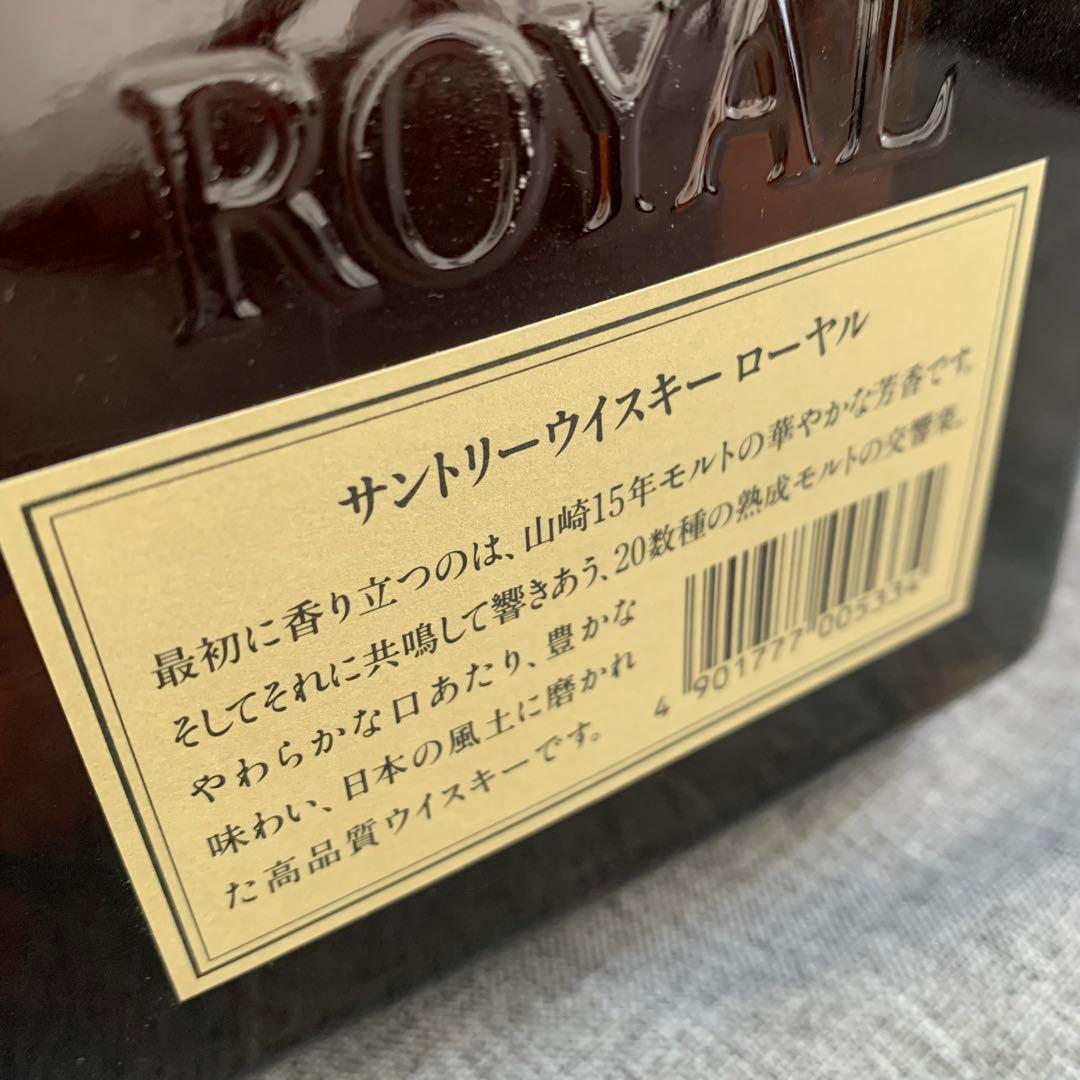 ROYAL
サントリーウイスキー ローヤル
最初に香り立つのは、山崎15年モルトの華やかな芳香です。
そしてそれに共鳴して響きあう、20数種の熟成モルトの交響楽。
やわらかな口あたり、豊かな
味わい、日本の風土に磨かれ
た高品質ウイスキーです。
4 901777 005334